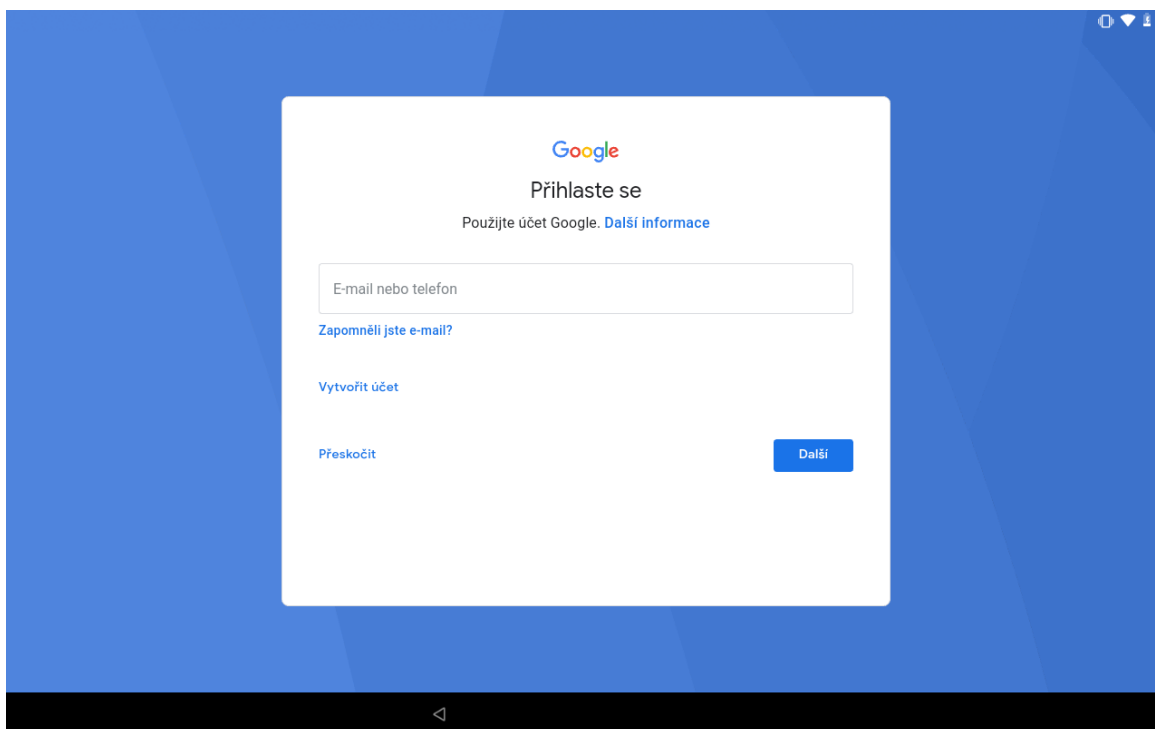 Google
Přihlaste se
Použijte účet Google. Další informace
E-mail nebo telefon
Zapomněli jste e-mail?
Vytvořit účet
Přeskočit
Další